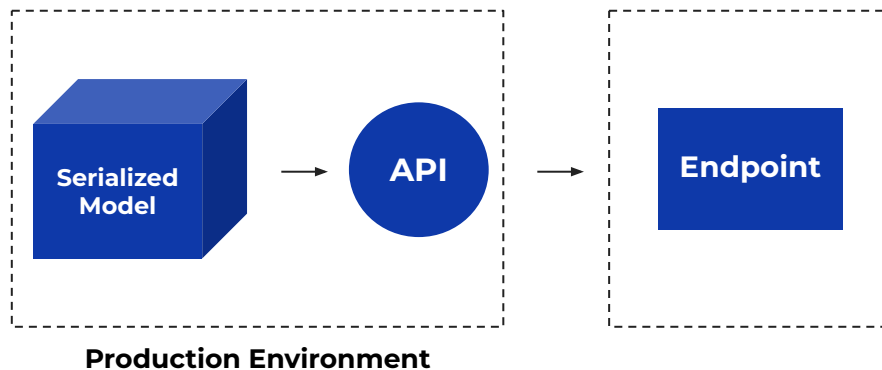 Serialized
Model
API
Endpoint
Production Environment